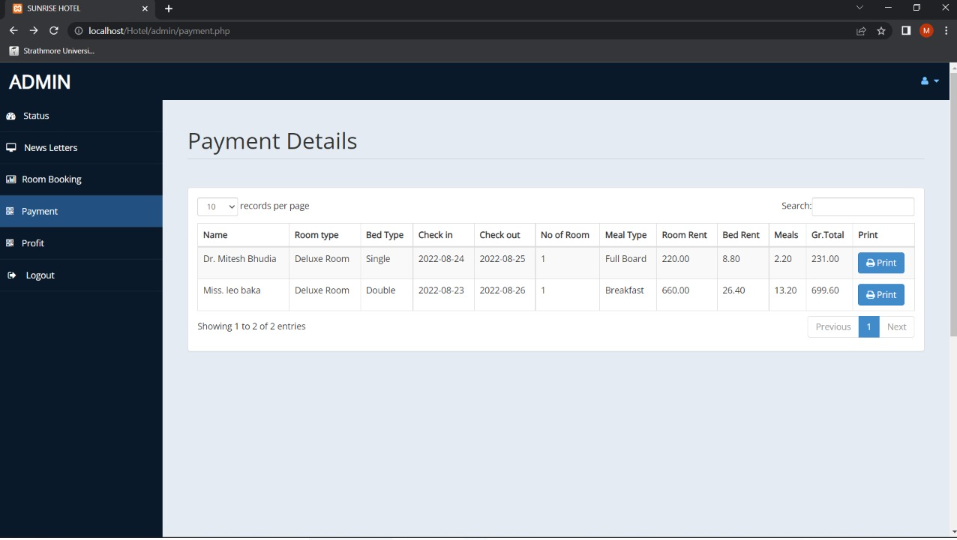 SUNRISE HOTEL
localhost/Hotel/admin/payment.php
M
Strathmore Universi...
ADMIN
Status
News Letters
Room Booking
Payment
Profit
Logout
Payment Details
10 records per page Search:
Name Room type Bed Type Check in Check out No of Room Meal Type Room Rent Bed Rent Meals Gr.Total Print
Dr. Mitesh Bhudia Deluxe Room Single 2022-08-24 2022-08-25 1 Full Board 220.00 8.80 2.20 231.00 Print
Miss. leo baka Deluxe Room Double 2022-08-23 2022-08-26 1 Breakfast 660.00 26.40 13.20 699.60 Print
Showing 1 to 2 of 2 entries Previous 1 Next